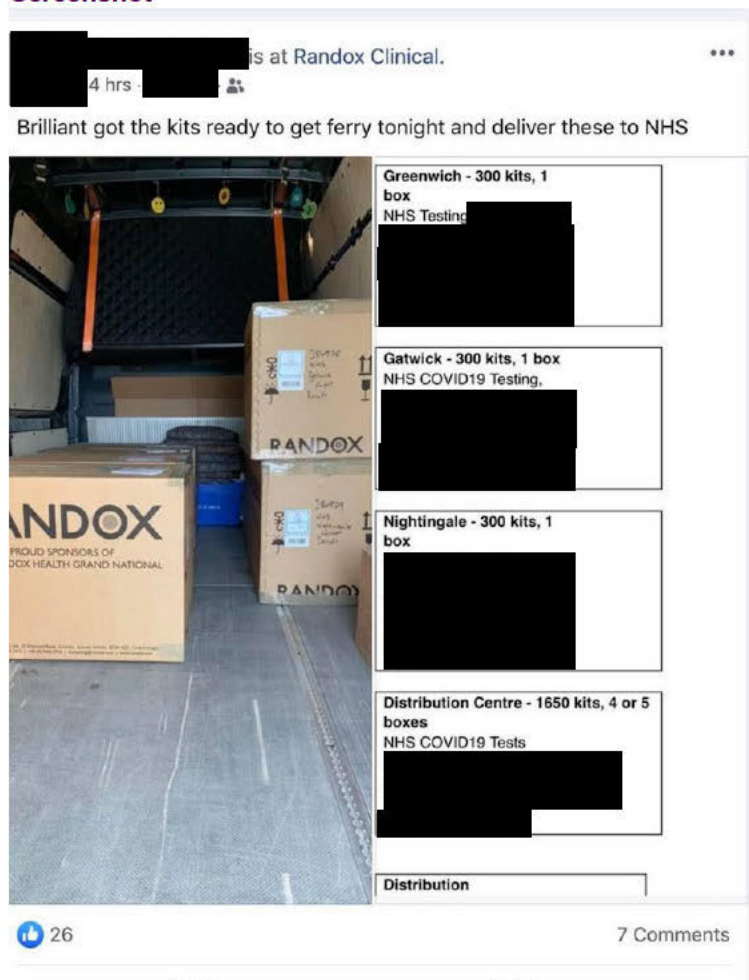 Screenshot
is at Randox Clinical.
4 hrs ·
Brilliant got the kits ready to get ferry tonight and deliver these to NHS
RANDOX
RANDOX
ANDOX
PROUD SPONSORS OF
DOX HEALTH GRAND NATIONAL
Greenwich - 300 kits, 1
box
NHS Testing
Gatwick - 300 kits, 1 box
NHS COVID19 Testing,
Nightingale - 300 kits, 1
box
Distribution Centre - 1650 kits, 4 or 5
boxes
NHS COVID19 Tests
Distribution
26
7 Comments